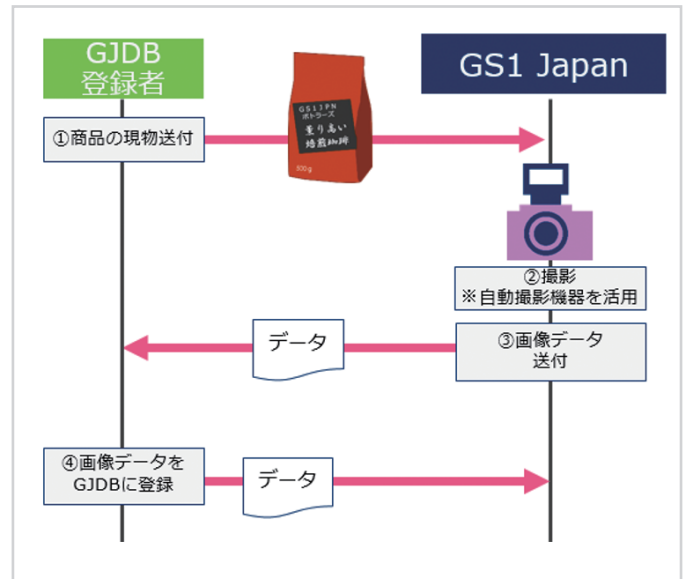 GJDB
登録者
GS1 Japan
①商品の現物送付
GS1JPN
ポトラーズ
薫り高い
焙煎珈琲
300g
②撮影
※自動撮影機器を活用
③画像データ
送付
データ
④画像データを
GJDBに登録
データ